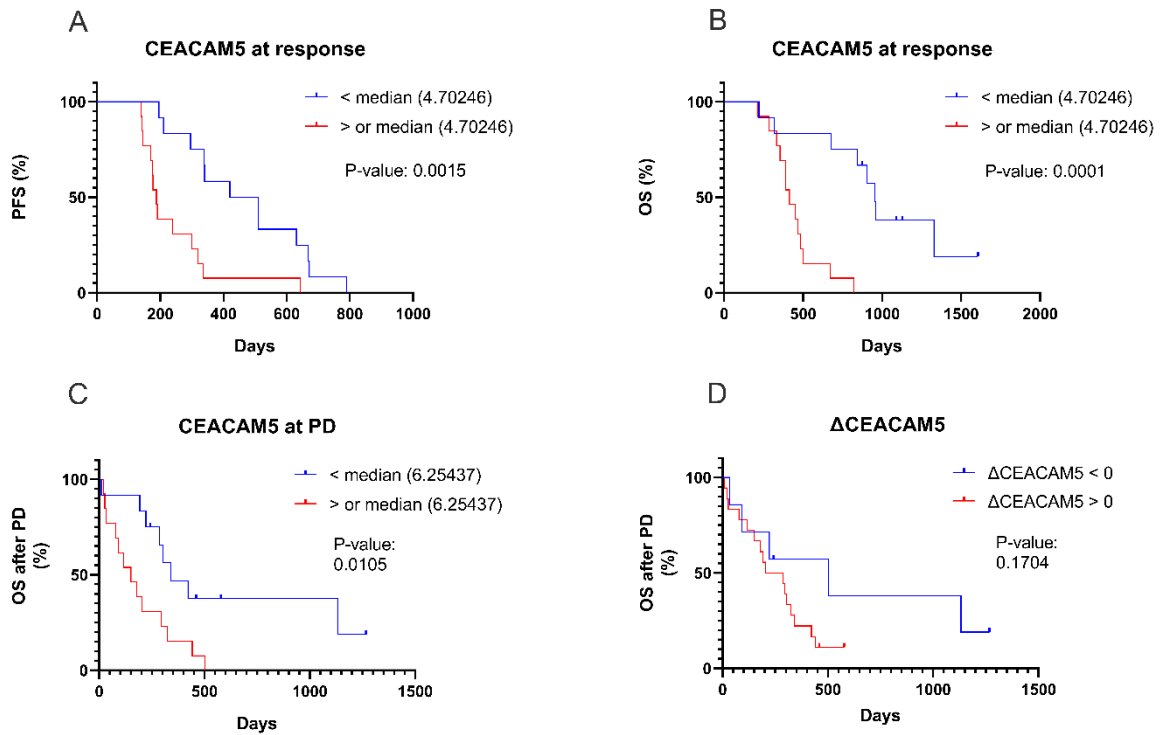 A
CEACAM5 at response
< median (4.70246)
> or median (4.70246)
P-value: 0.0015
PFS (%)
100
50
0
0 200 400 600 800 1000
Days
B
CEACAM5 at response
< median (4.70246)
> or median (4.70246)
P-value: 0.0001
OS (%)
100
50
0
0 500 1000 1500 2000
Days
C
CEACAM5 at PD
< median (6.25437)
> or median (6.25437)
P-value:
0.0105
OS after PD
(%)
100
50
0
0 500 1000 1500
Days
D
ΔCEACAM5
ΔCEACAM5 < 0
ΔCEACAM5 > 0
P-value:
0.1704
OS after PD
(%)
100
50
0
0 500 1000 1500
Days